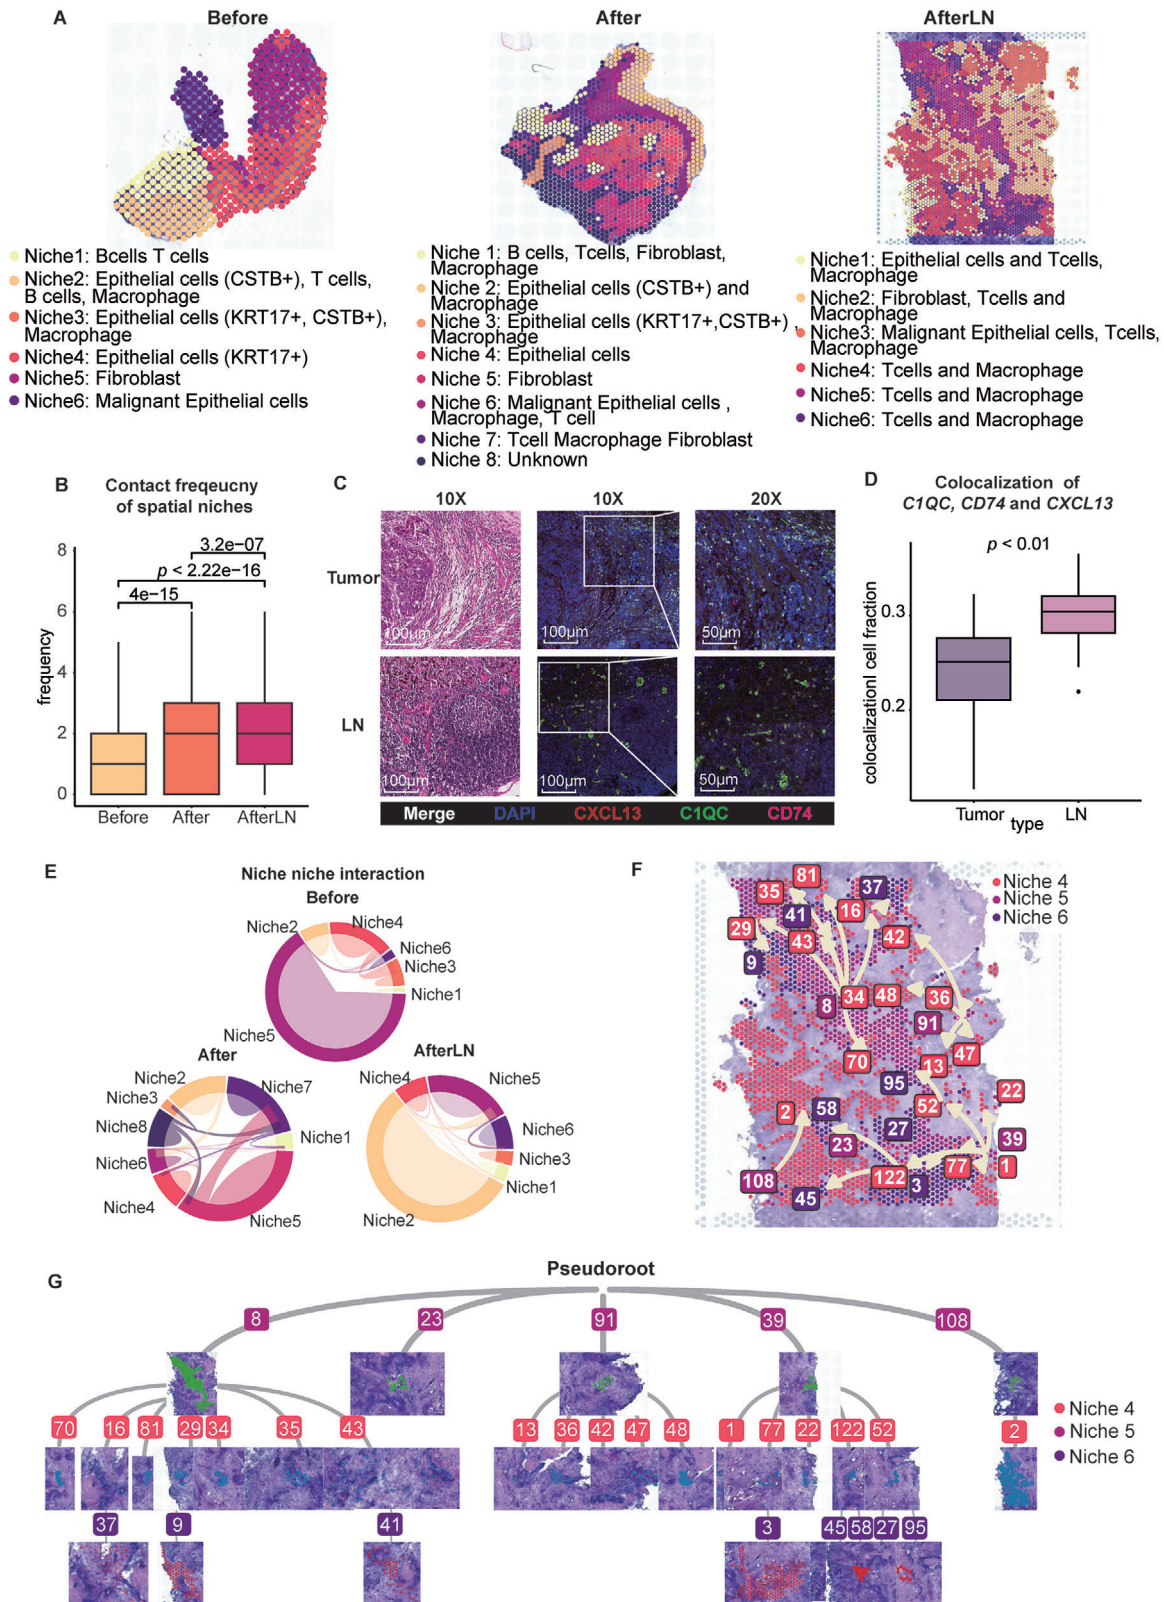 A
Before
After
AfterLN
Niche1: Bcells T cells
Niche2: Epithelial cells (CSTB+), T cells,
B cells, Macrophage
Niche3: Epithelial cells (KRT17+, CSTB+),
Macrophage
Niche4: Epithelial cells (KRT17+)
Niche5: Fibroblast
Niche6: Malignant Epithelial cells
Niche 1: B cells, Tcells, Fibroblast,
Macrophage
Niche 2: Epithelial cells (CSTB+) and
Macrophage
Niche 3: Epithelial cells (KRT17+,CSTB+) ,
Macrophage
Niche 4: Epithelial cells
Niche 5: Fibroblast
Niche 6: Malignant Epithelial cells ,
Macrophage, T cell
Niche 7: Tcell Macrophage Fibroblast
Niche 8: Unknown
Niche1: Epithelial cells and Tcells,
Macrophage
Niche2: Fibroblast, Tcells and
Macrophage
Niche3: Malignant Epithelial cells, Tcells,
Macrophage
Niche4: Tcells and Macrophage
Niche5: Tcells and Macrophage
Niche6: Tcells and Macrophage
B
Contact freqeucny
of spatial niches
3.2e−07
p < 2.22e−16
4e−15
8
6
4
2
0
frequency
Before
After
AfterLN
C
10X
10X
20X
Tumor
100μm
100μm
50μm
LN
100μm
100μm
50μm
Merge
DAPI
CXCL13
C1QC
CD74
D
Colocalization of
C1QC, CD74 and CXCL13
p < 0.01
0.3
0.2
colocalizationl cell fraction
Tumor
LN
type
E
Niche niche interaction
Before
Niche2
Niche4
Niche6
Niche3
Niche1
Niche5
After
Niche2
Niche7
Niche3
Niche8
Niche1
Niche6
Niche4
Niche5
AfterLN
Niche4
Niche5
Niche6
Niche3
Niche1
Niche2
F
Niche 4
Niche 5
Niche 6
81
35
37
41
16
29
43
42
9
34
48
36
8
91
70
13
47
95
22
2
58
52
27
23
39
108
122
77
1
45
3
G
Pseudoroot
8
23
91
39
108
70
16
81
29
34
35
43
13
36
42
47
48
1
77
22
122
52
2
37
9
41
3
45
58
27
95
Niche 4
Niche 5
Niche 6